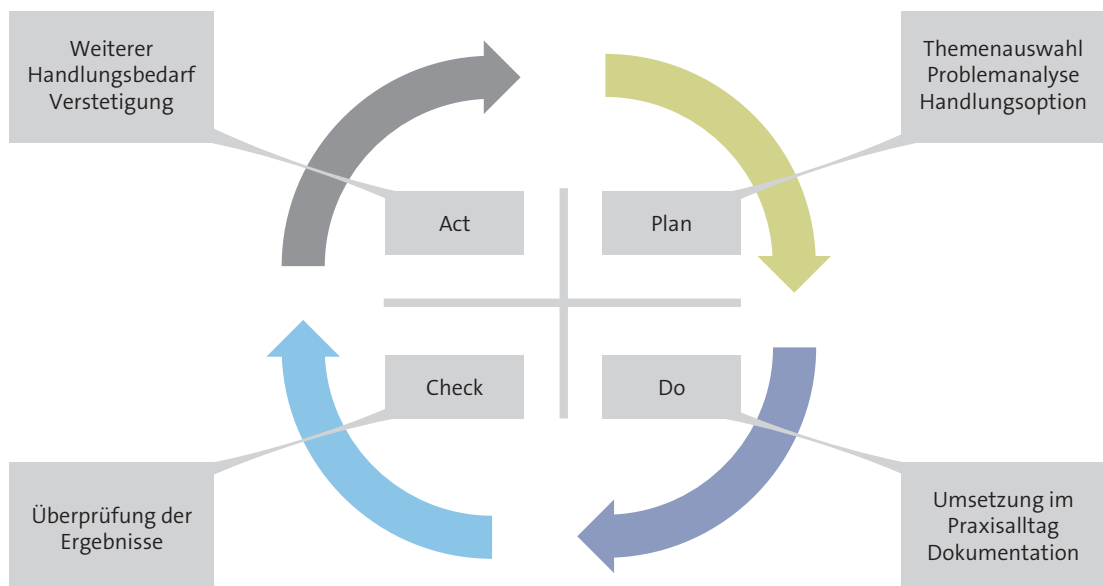 Weiterer
Handlungsbedarf
Verstetigung
Themenauswahl
Problemanalyse
Handlungsoption
Act
Plan
Check
Do
Überprüfung der
Ergebnisse
Umsetzung im
Praxisalltag
Dokumentation